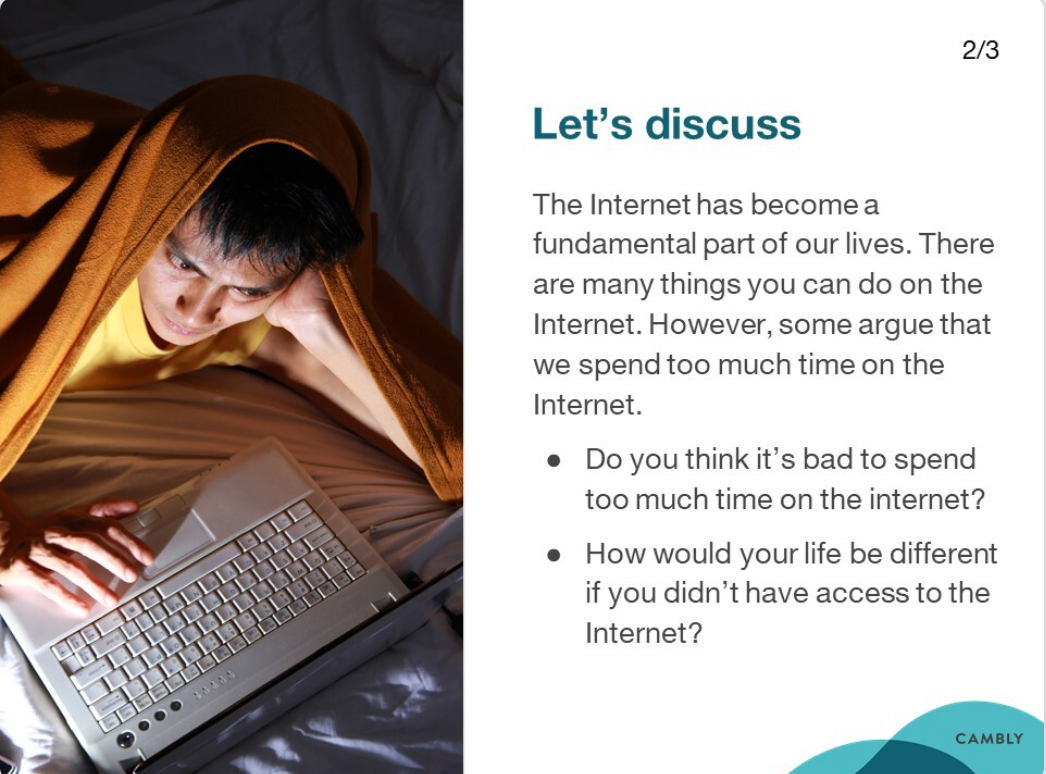 2/3
Let's discuss
The Internet has become a
fundamental part of our lives. There
are many things you can do on the
Internet. However, some argue that
we spend too much time on the
Internet.
● Do you think it's bad to spend
too much time on the internet?
● How would your life be different
if you didn't have access to the
Internet?
CAMBLY